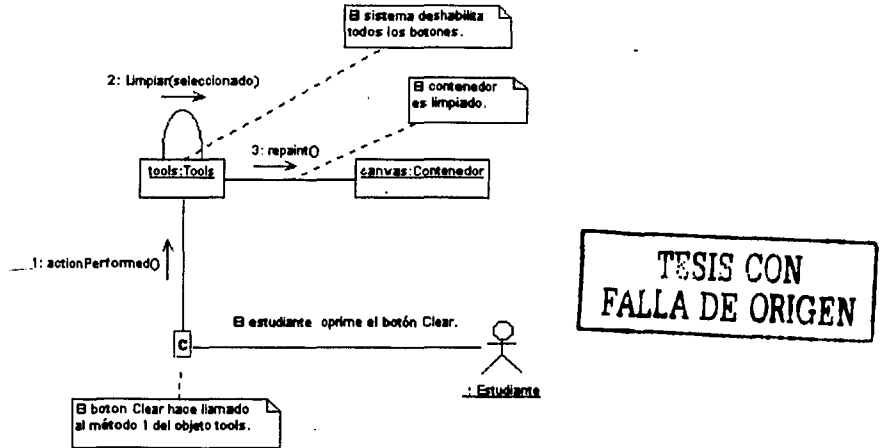 El sistema deshabilita
todos los botones.
2: Limpiar(seleccionado)
El contenedor
es limpiado.
3: repaint()
tools:Tools
canvas:Contenedor
1: actionPerformed()
TESIS CON
FALLA DE ORIGEN
El estudiante oprime el botón Clear.
C
: Estudiante
El boton Clear hace llamado
al método 1 del objeto tools.